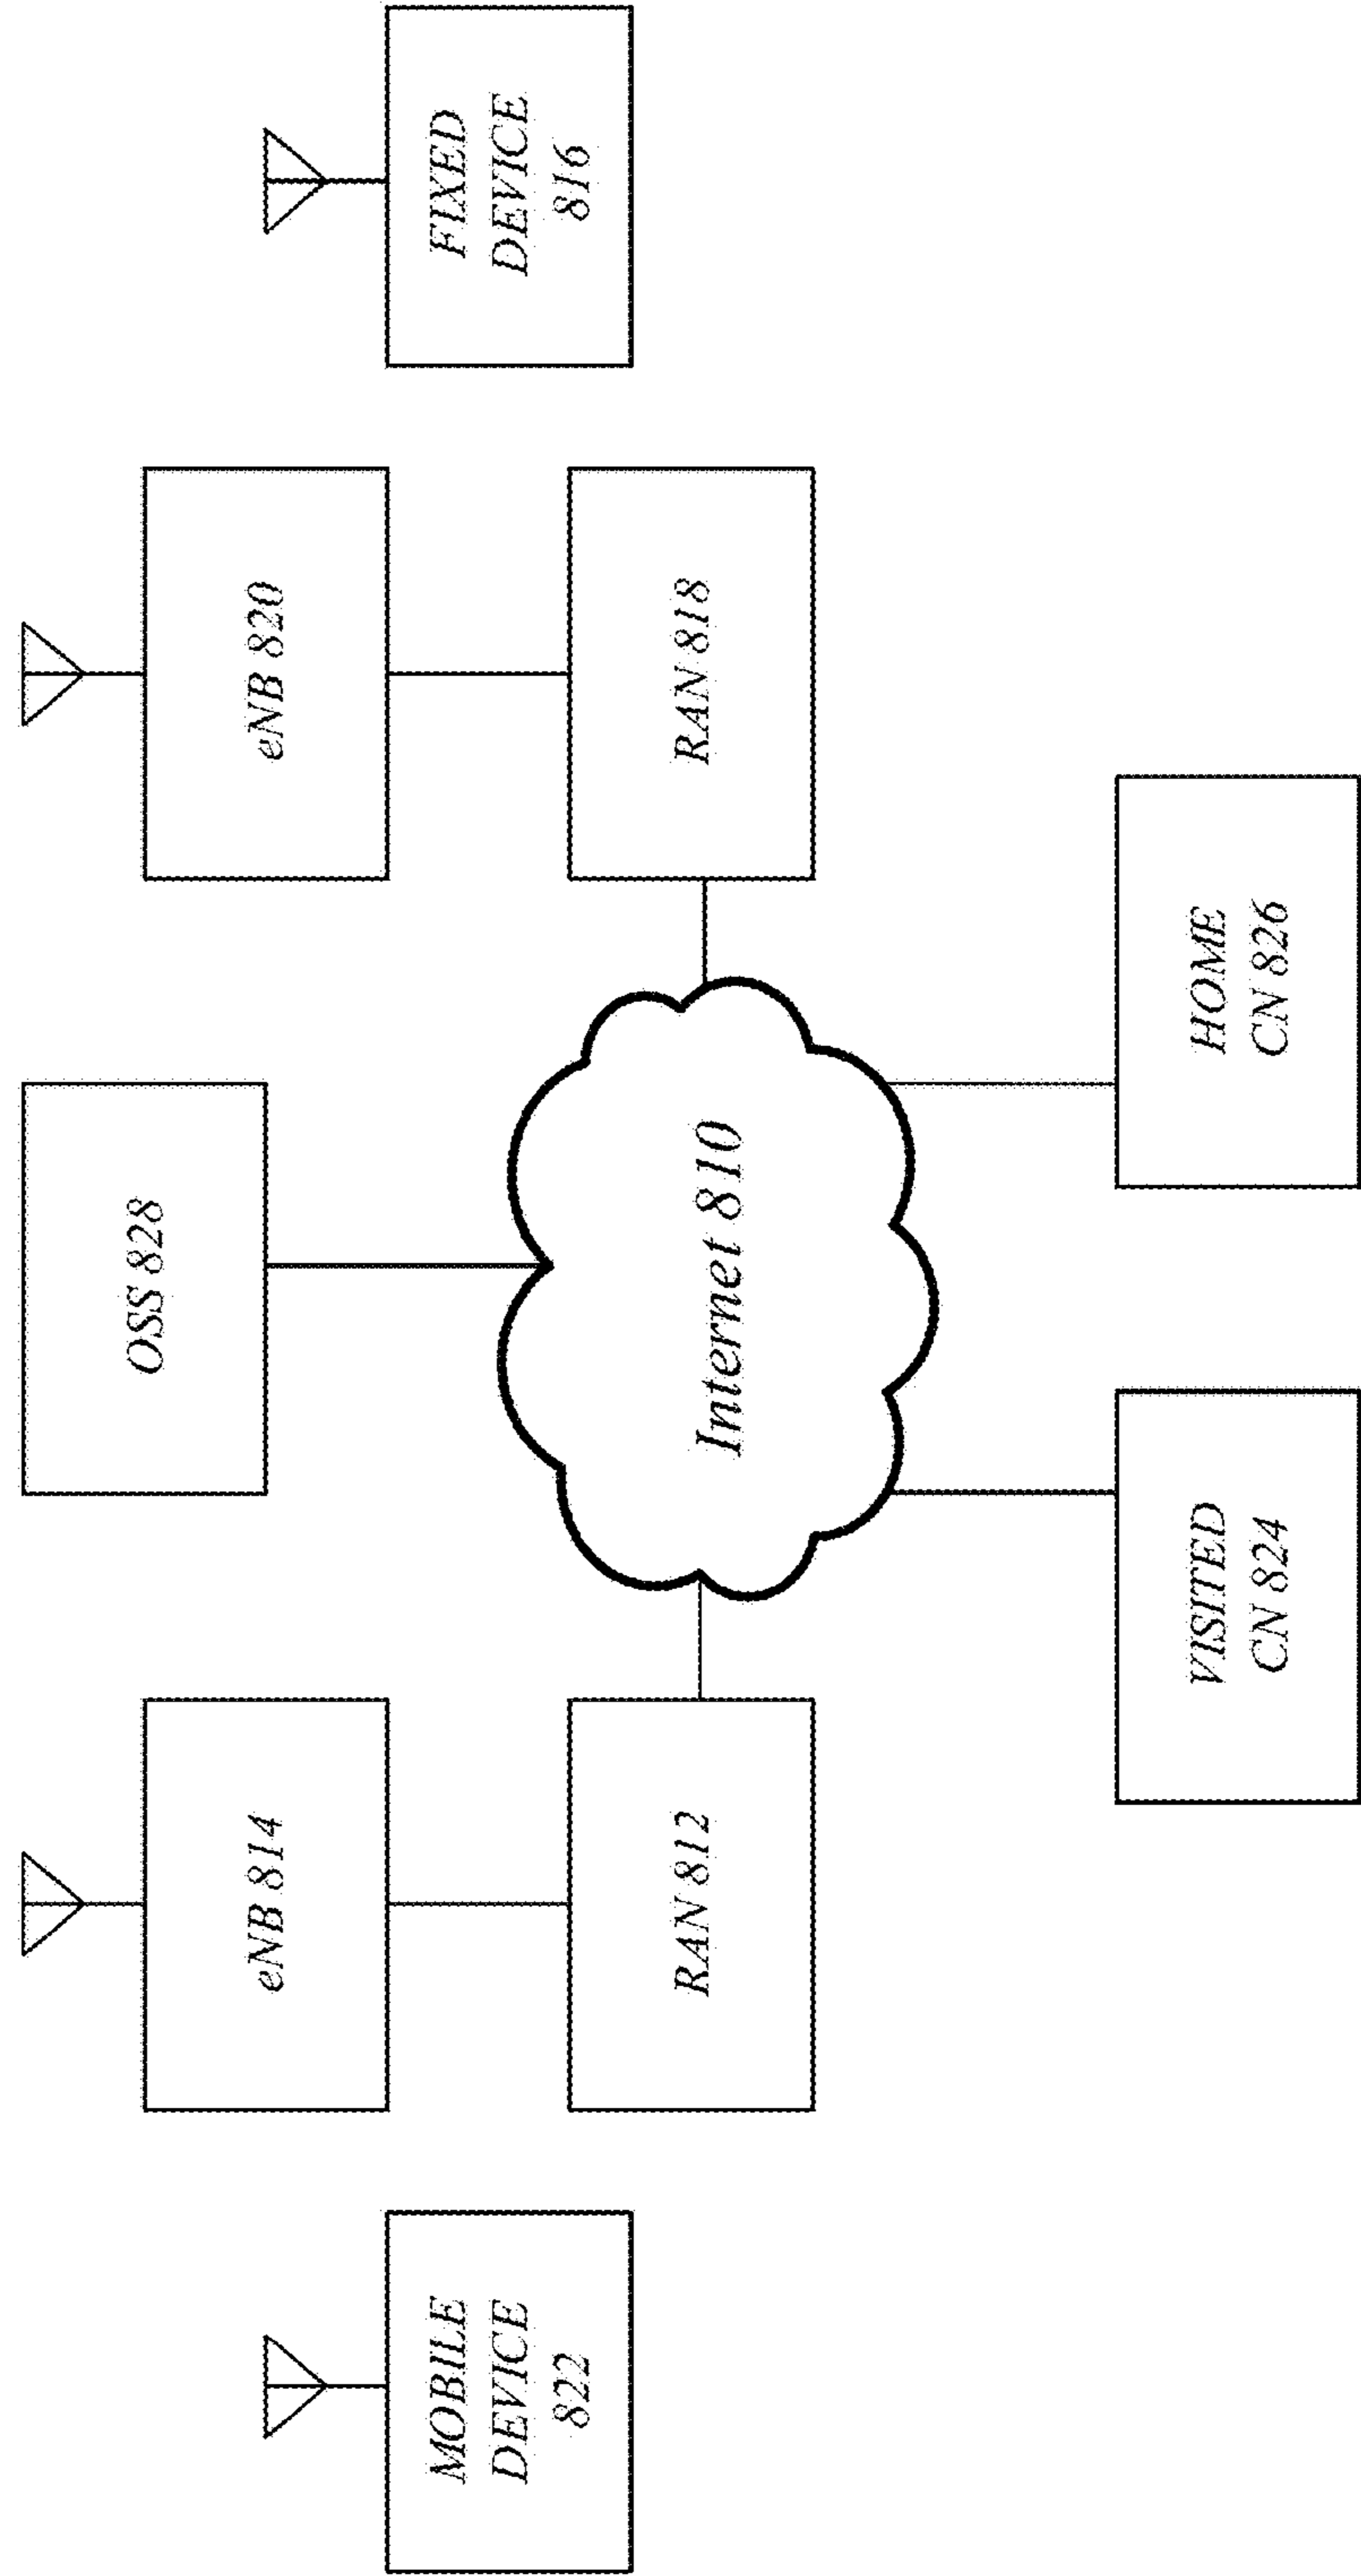 OSS 828
eNB 814
eNB 820
MOBILE
DEVICE
822
FIXED
DEVICE
816
RAN 812
Internet 810
RAN 818
VISITED
CN 824
HOME
CN 826